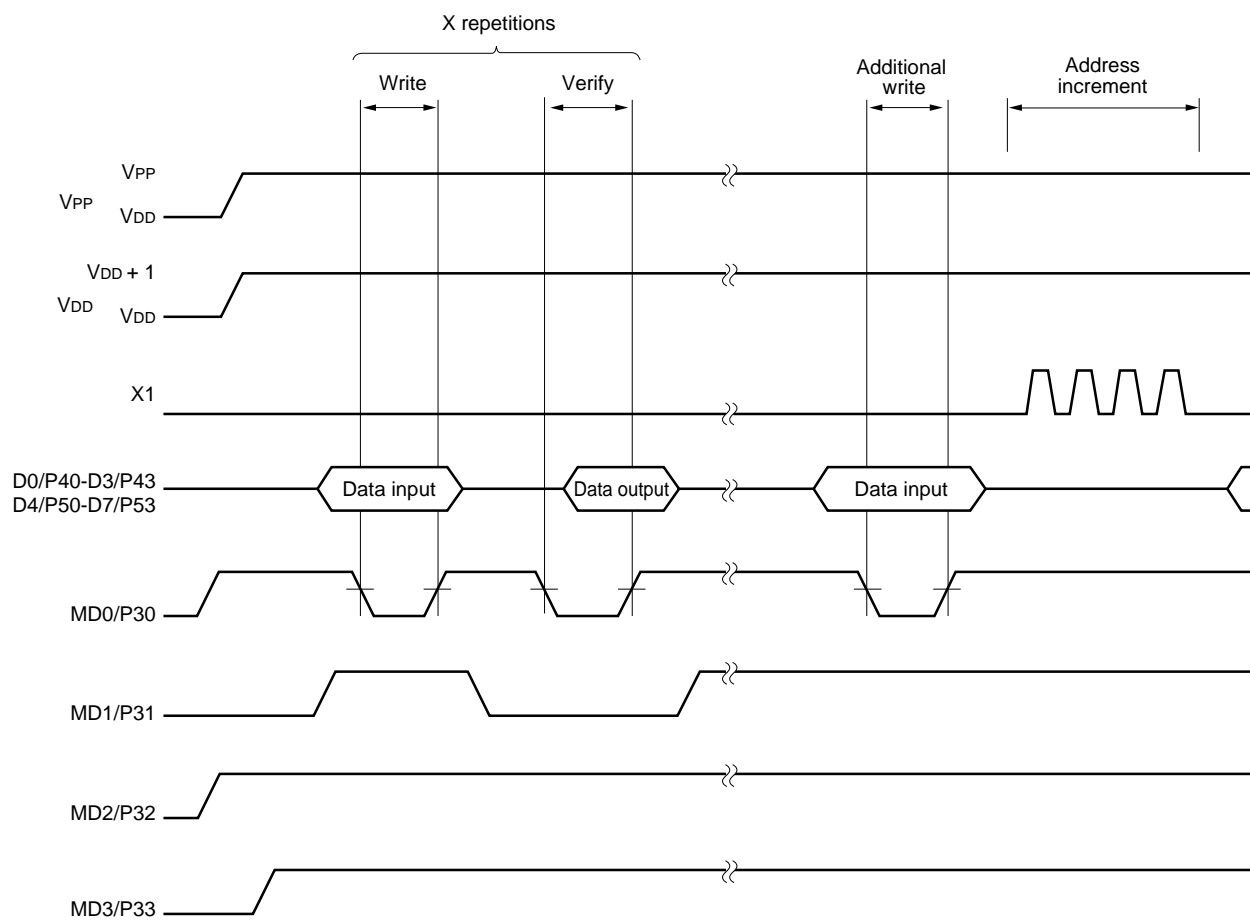 X repetitions
Write
Verify
Additional
write
Address
increment
VPP
VPP
VDD
VDD + 1
VDD
VDD
X1
D0/P40-D3/P43
D4/P50-D7/P53
Data input
Data output
Data input
MD0/P30
MD1/P31
MD2/P32
MD3/P33